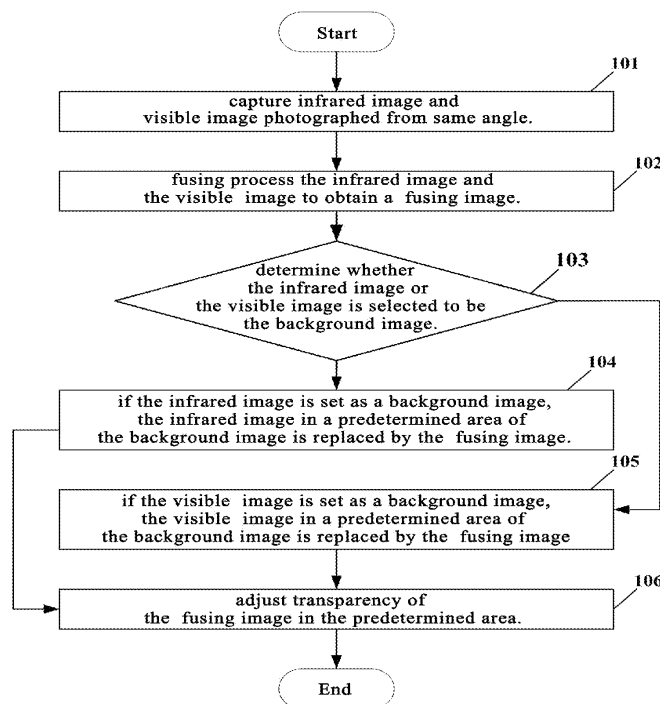 Start
101
capture infrared image and
visible image photographed from same angle.
102
fusing process the infrared image and
the visible image to obtain a fusing image.
103
determine whether
the infrared image or
the visible image is selected to be
the background image.
104
if the infrared image is set as a background image,
the infrared image in a predetermined area of
the background image is replaced by the fusing image.
105
if the visible image is set as a background image,
the visible image in a predetermined area of
the background image is replaced by the fusing image
106
adjust transparency of
the fusing image in the predetermined area.
End